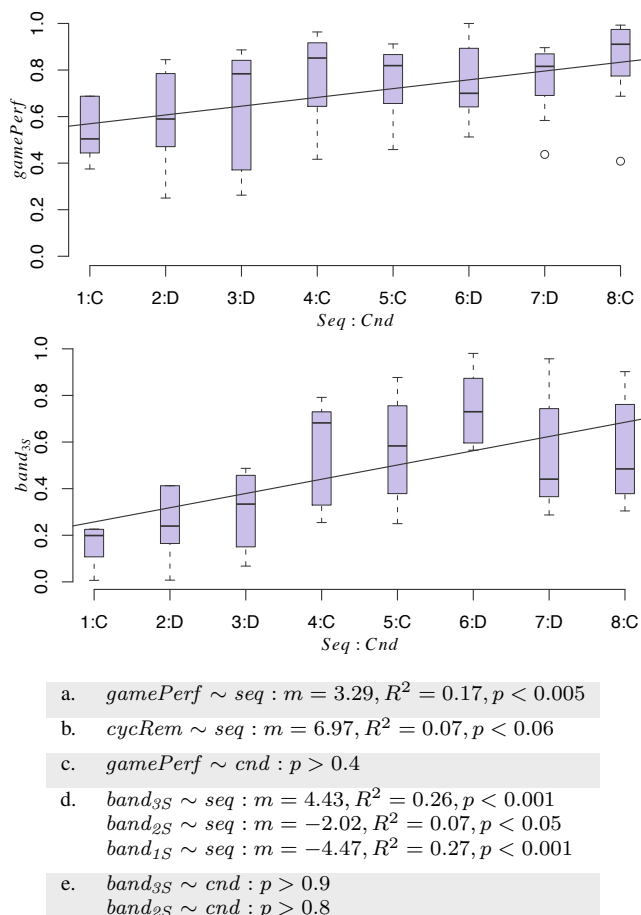 gamePerf
0.0 0.2 0.4 0.6 0.8 1.0
1:C 2:D 3:D 4:C 5:C 6:D 7:D 8:C
Seq : Cnd
band3S
0.0 0.2 0.4 0.6 0.8 1.0
1:C 2:D 3:D 4:C 5:C 6:D 7:D 8:C
Seq : Cnd
a. gamePerf ∼ seq : m = 3.29, R² = 0.17, p < 0.005
b. cycRem ∼ seq : m = 6.97, R² = 0.07, p < 0.06
c. gamePerf ∼ cnd : p > 0.4
d. band3S ∼ seq : m = 4.43, R² = 0.26, p < 0.001
band2S ∼ seq : m = −2.02, R² = 0.07, p < 0.05
band1S ∼ seq : m = −4.47, R² = 0.27, p < 0.001
e. band3S ∼ cnd : p > 0.9
band2S ∼ cnd : p > 0.8